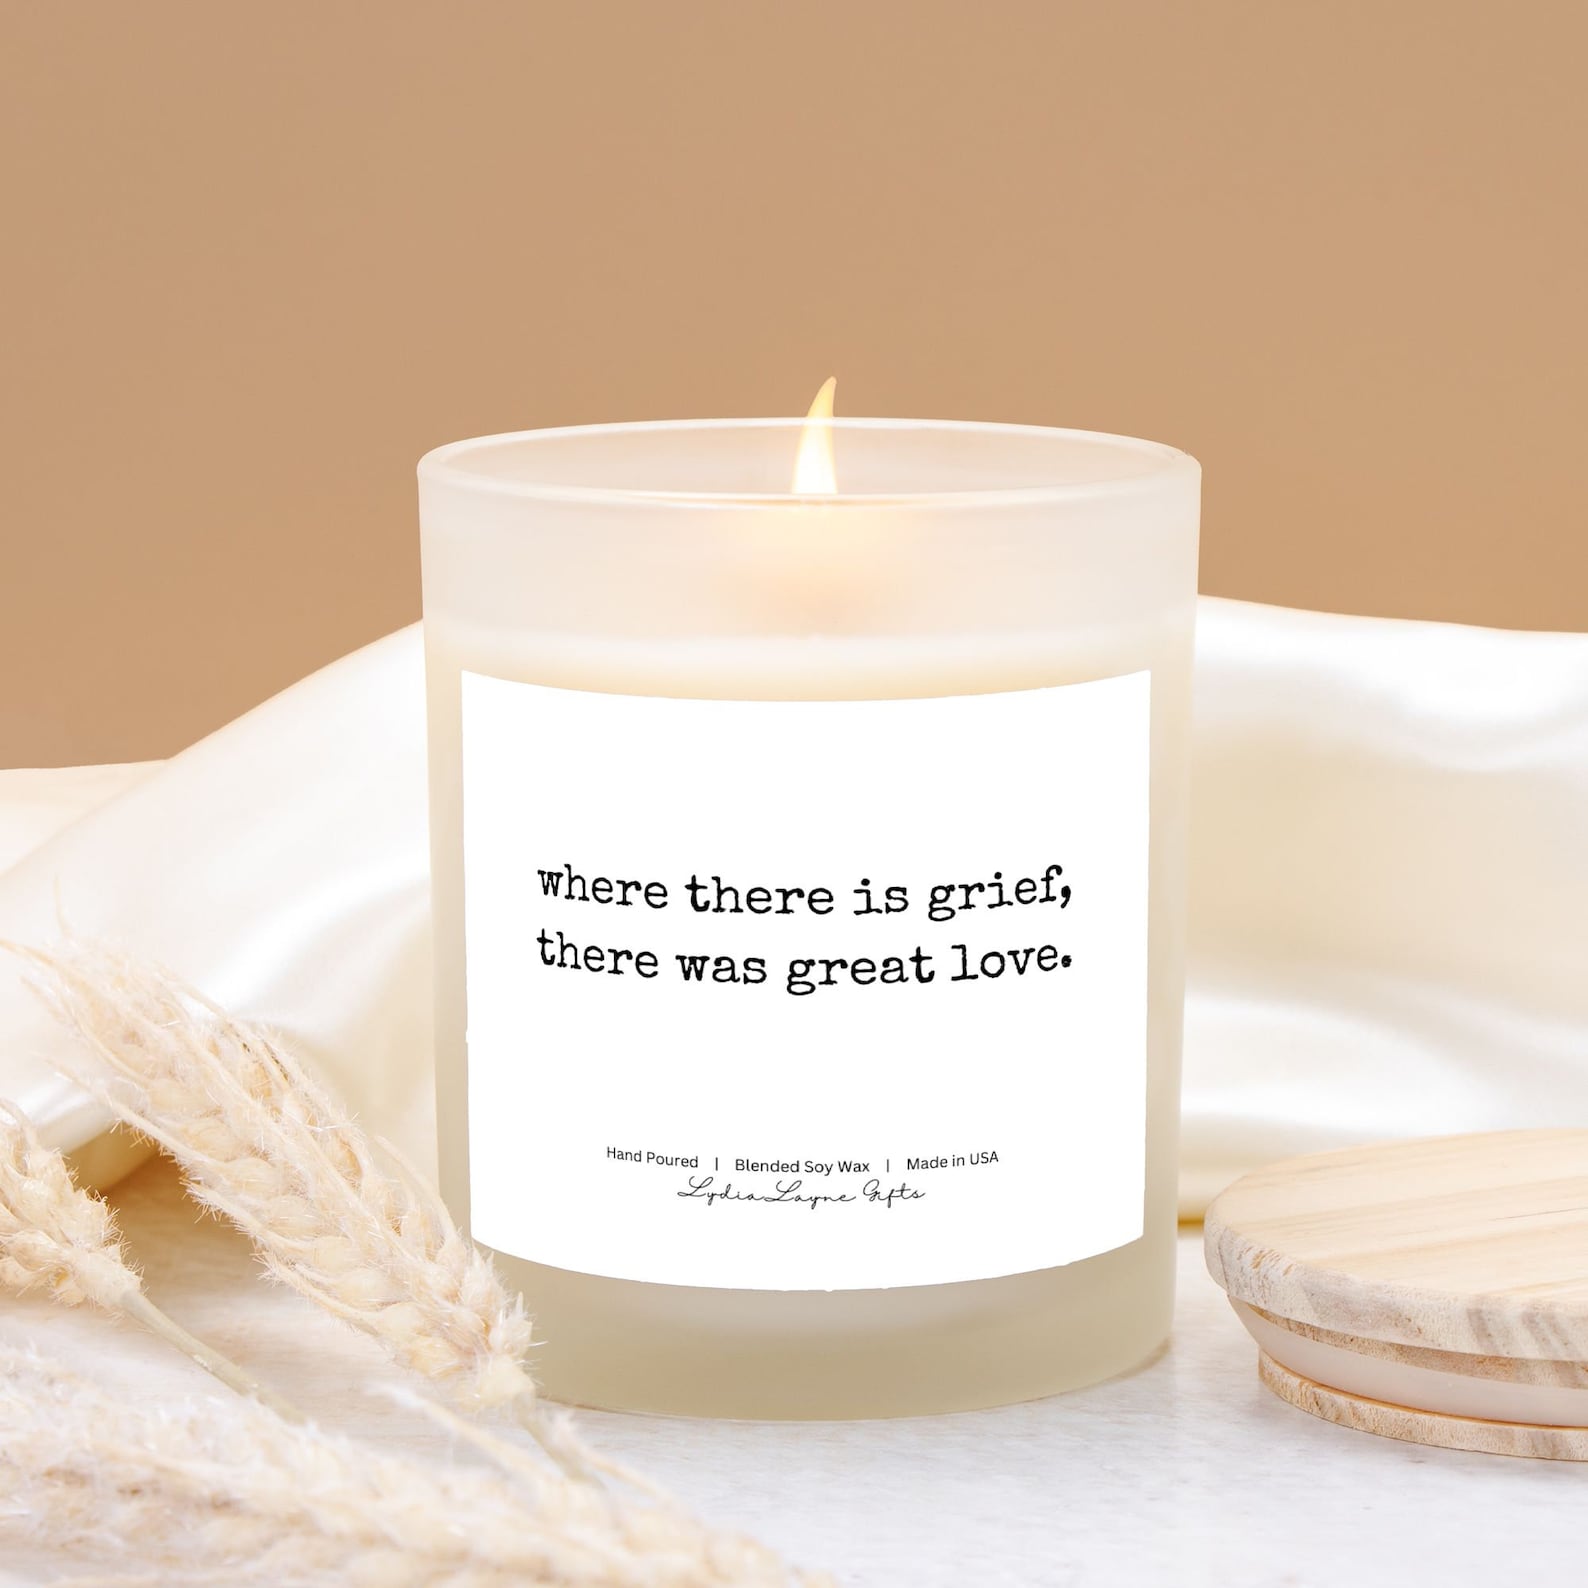 where there is grief,
there was great love.
Hand Poured | Blended Soy Wax | Made in USA
LydiaLayne Gifts